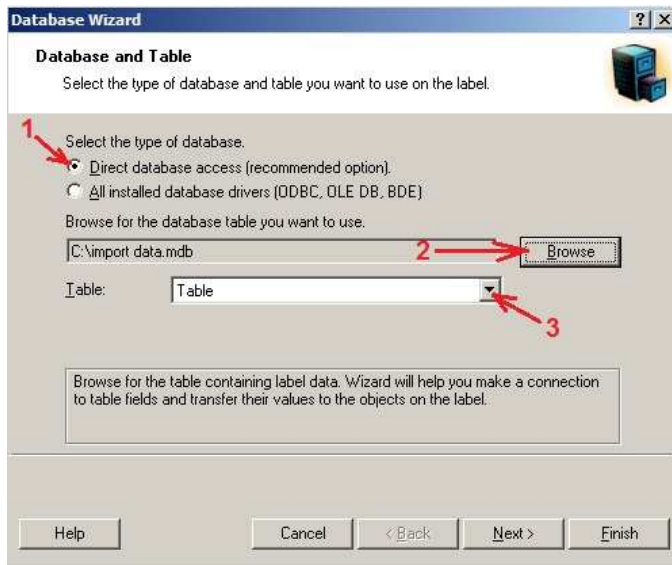 Database Wizard
Database and Table
Select the type of database and table you want to use on the label.
1
Select the type of database.
Direct database access (recommended option).
All installed database drivers (ODBC, OLE DB, BDE)
Browse for the database table you want to use.
C:\import data.mdb
2
Browse
Table:
Table
3
Browse for the table containing label data. Wizard will help you make a connection
to table fields and transfer their values to the objects on the label.
Help
Cancel
< Back
Next >
Finish